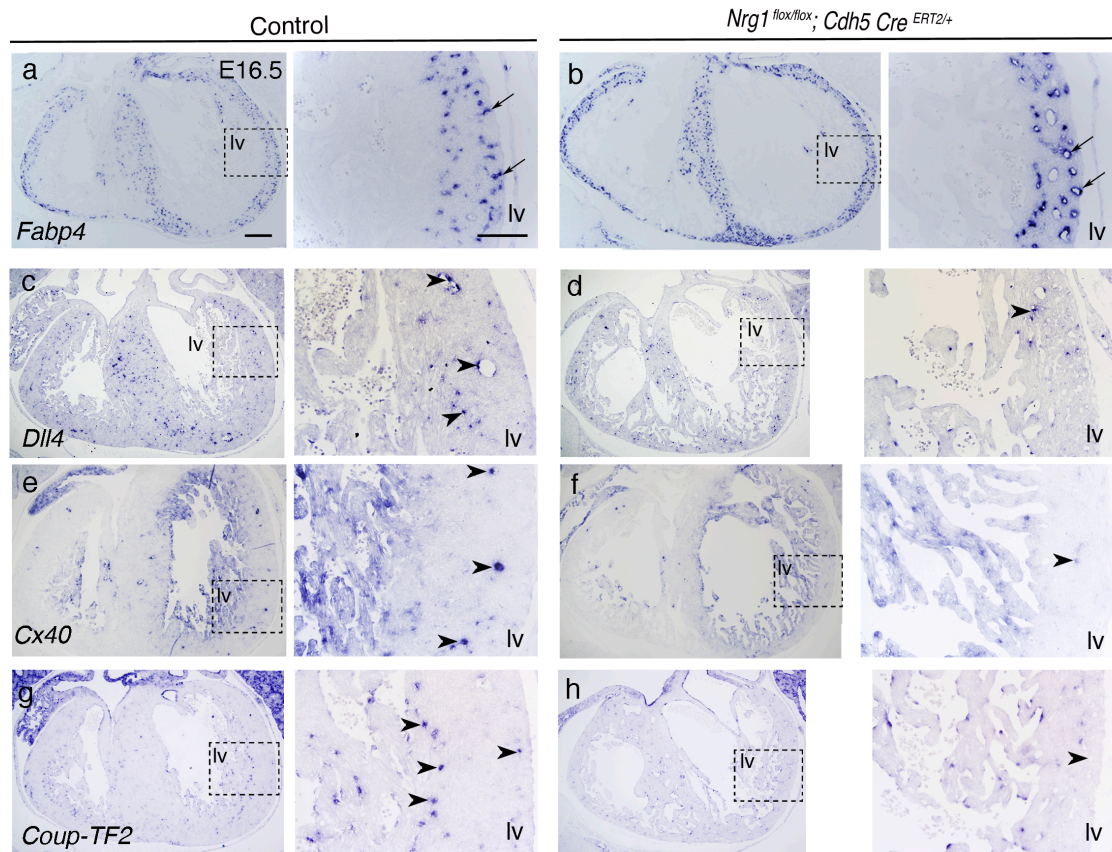 Control
Nrg1 flox/flox; Cdh5 Cre ERT2/+
a
E16.5
lv
Fabp4
lv
b
lv
lv
c
lv
Dll4
lv
d
lv
lv
e
lv
Cx40
lv
f
lv
lv
g
lv
Coup-TF2
lv
h
lv
lv